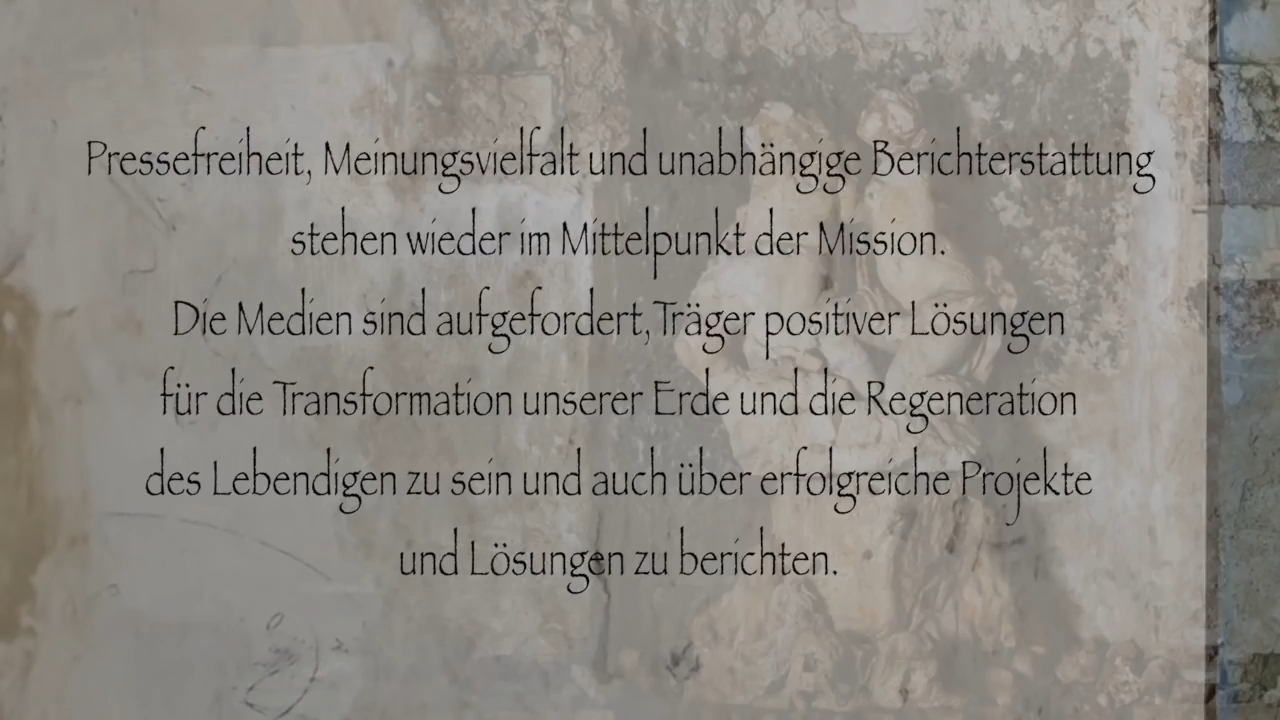 Pressefreiheit, Meinungsvielfalt und unabhängige Berichterstattung
stehen wieder im Mittelpunkt der Mission.
Die Medien sind aufgefordert, Träger positiver Lösungen
für die Transformation unserer Erde und die Regeneration
des Lebendigen zu sein und auch über erfolgreiche Projekte
und Lösungen zu berichten.